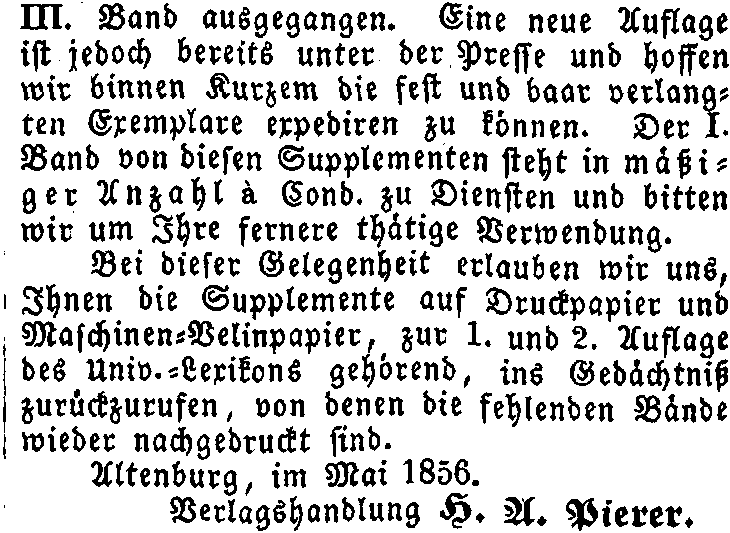 III. Band ausgegangen. Eine neue Auflage
ist jedoch bereits unter der Presse und hoffen
wir binnen Kurzem die fest und baar verlang-
ten Exemplare expediren zu können. Der I.
Band von diesen Supplementen steht in mäßi-
ger Anzahl à Cond. zu Diensten und bitten
wir um Ihre fernere thätige Verwendung.
Bei dieser Gelegenheit erlauben wir uns,
Ihnen die Supplemente auf Druckpapier und
Maschinen-Velinpapier, zur 1. und 2. Auflage
des Univ.-Lexikons gehörend, ins Gedächtniß
zurückzurufen, von denen die fehlenden Bände
wieder nachgedruckt sind.
Altenburg, im Mai 1856.
Verlagshandlung H. A. Pierer.